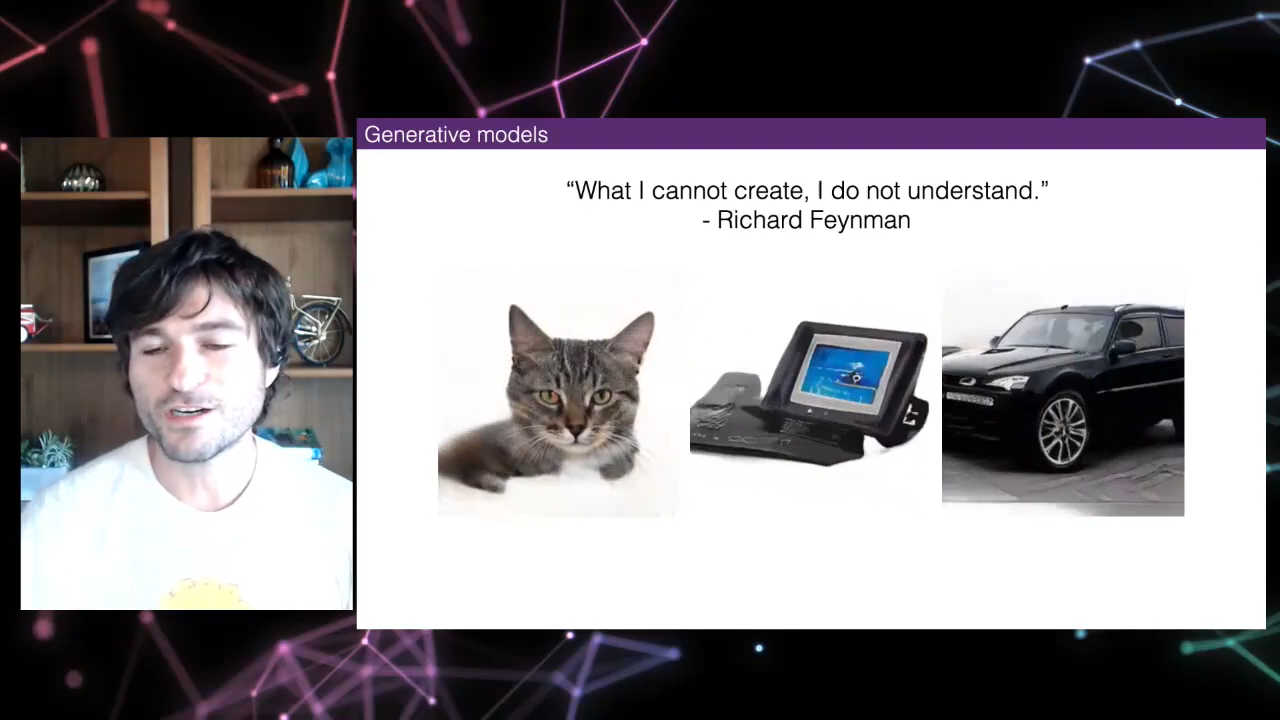 Generative models
“What I cannot create, I do not understand.”
- Richard Feynman